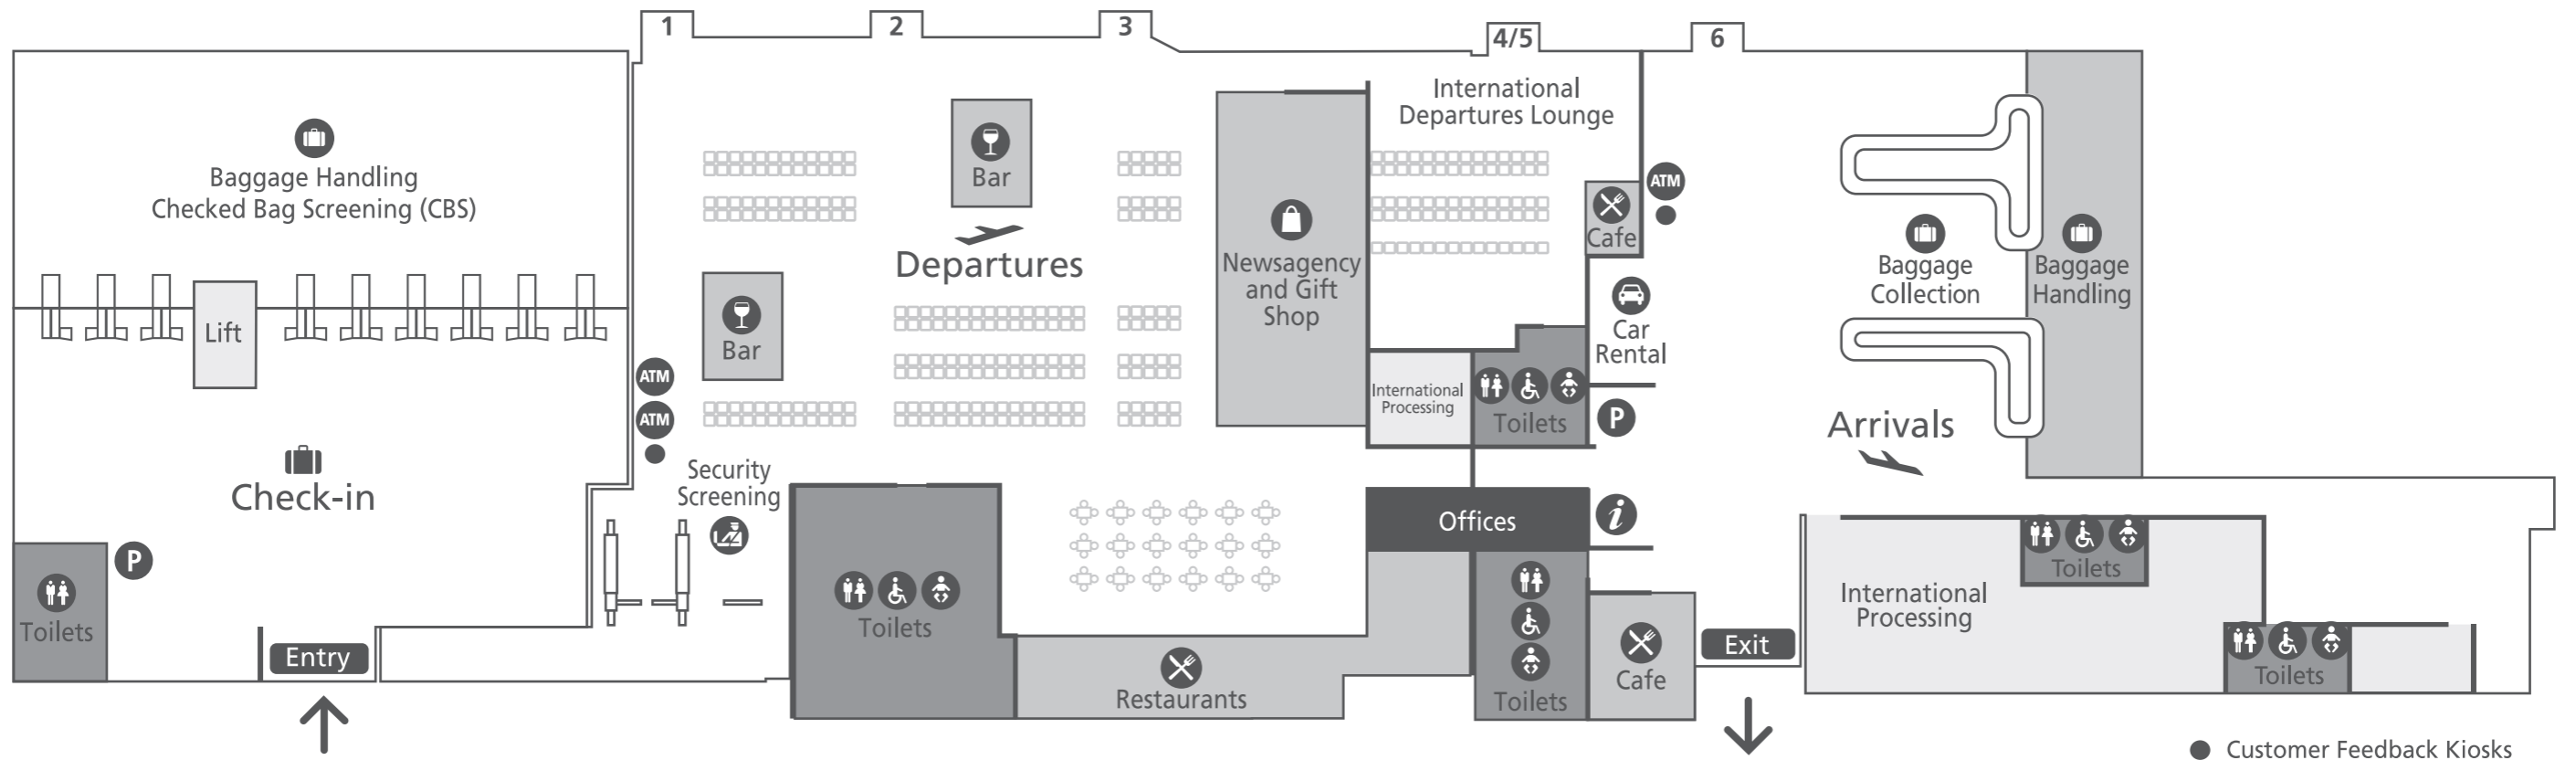 1
2
3
4/5
6
Baggage Handling
Checked Bag Screening (CBS)
Lift
Check-in
P
Toilets
Entry
ATM
ATM
Security
Screening
Bar
Bar
Departures
Toilets
Restaurants
Newsagency
and Gift
Shop
International
Departures Lounge
Cafe
ATM
Car
Rental
International
Processing
Toilets
P
Offices
i
Toilets
Cafe
Exit
Baggage
Collection
Baggage
Handling
Arrivals
International
Processing
Toilets
Toilets
Customer Feedback Kiosks